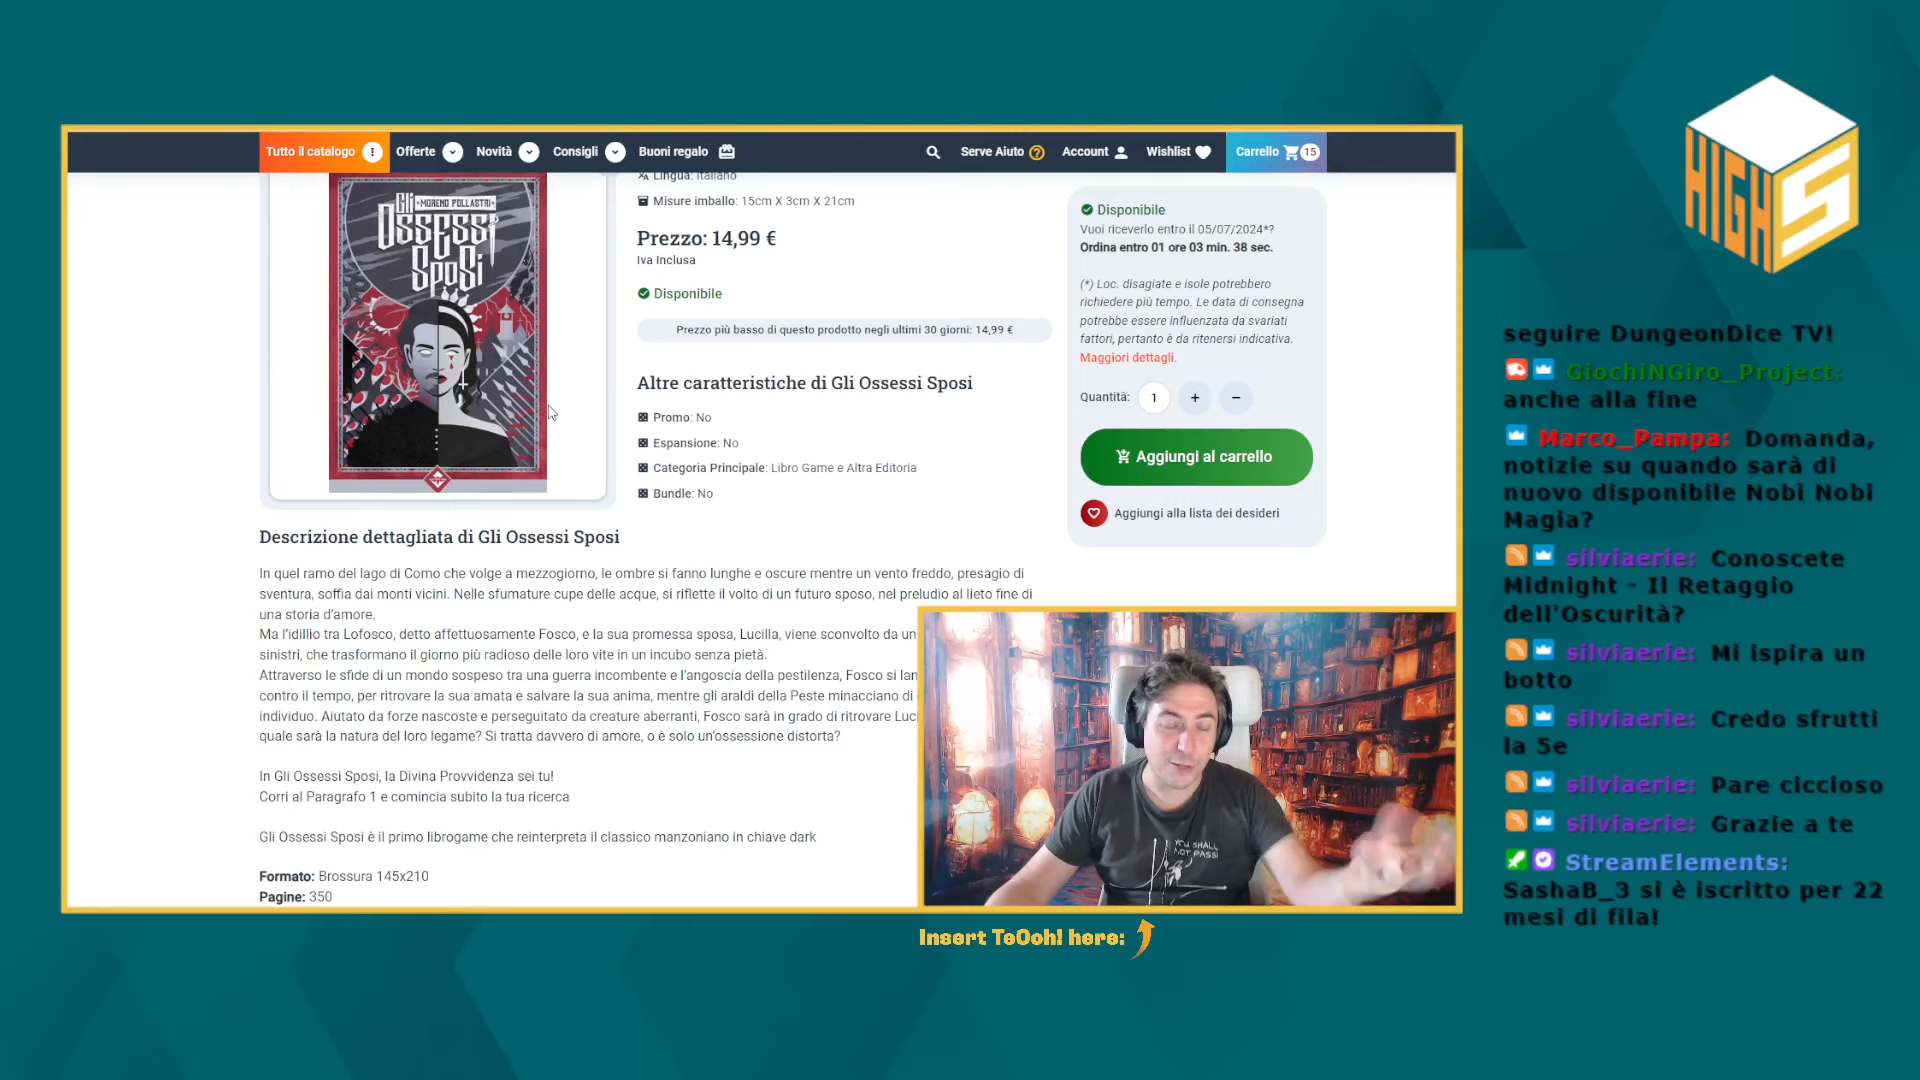 Tutto il catalogo
Offerte
Novità
Consigli
Buoni regalo
Serve Aiuto
Account
Wishlist
Carrello 15
MORENO POLLASTRI
Gli
Ossessi
Sposi
Lingua: Italiano
Misure imballo: 15cm X 3cm X 21cm
Prezzo: 14,99 €
Iva Inclusa
Disponibile
Prezzo più basso di questo prodotto negli ultimi 30 giorni: 14,99 €
Altre caratteristiche di Gli Ossessi Sposi
Promo: No
Espansione: No
Categoria Principale: Libro Game e Altra Editoria
Bundle: No
Disponibile
Vuoi riceverlo entro il 05/07/2024*?
Ordina entro 01 ore 03 min. 38 sec.
(*) Loc. disagiate e isole potrebbero
richiedere più tempo. Le data di consegna
potrebbe essere influenzata da svariati
fattori, pertanto è da ritenersi indicativa.
Maggiori dettagli.
Quantità: 1 + −
Aggiungi al carrello
Aggiungi alla lista dei desideri
Descrizione dettagliata di Gli Ossessi Sposi
In quel ramo del lago di Como che volge a mezzogiorno, le ombre si fanno lunghe e oscure mentre un vento freddo, presagio di
sventura, soffia dai monti vicini. Nelle sfumature cupe delle acque, si riflette il volto di un futuro sposo, nel preludio al lieto fine di
una storia d'amore.
Ma l'idillio tra Lofosco, detto affettuosamente Fosco, e la sua promessa sposa, Lucilla, viene sconvolto da un
sinistri, che trasformano il giorno più radioso delle loro vite in un incubo senza pietà.
Attraverso le sfide di un mondo sospeso tra una guerra incombente e l'angoscia della pestilenza, Fosco si lan
contro il tempo, per ritrovare la sua amata e salvare la sua anima, mentre gli araldi della Peste minacciano di
individuo. Aiutato da forze nascoste e perseguitato da creature aberranti, Fosco sarà in grado di ritrovare Luci
quale sarà la natura del loro legame? Si tratta davvero di amore, o è solo un'ossessione distorta?
In Gli Ossessi Sposi, la Divina Provvidenza sei tu!
Corri al Paragrafo 1 e comincia subito la tua ricerca
Gli Ossessi Sposi è il primo librogame che reinterpreta il classico manzoniano in chiave dark
Formato: Brossura 145x210
Pagine: 350
YOU SHALL
NOT PASS!
Insert TeOoh! here:
HIGH 5
seguire DungeonDice TV!
GiochiNGiro_Project:
anche alla fine
Marco_Pampa: Domanda,
notizie su quando sarà di
nuovo disponibile Nobi Nobi
Magia?
silviaerie: Conoscete
Midnight - Il Retaggio
dell'Oscurità?
silviaerie: Mi ispira un
botto
silviaerie: Credo sfrutti
la 5e
silviaerie: Pare ciccioso
silviaerie: Grazie a te
StreamElements:
SashaB_3 si è iscritto per 22
mesi di fila!